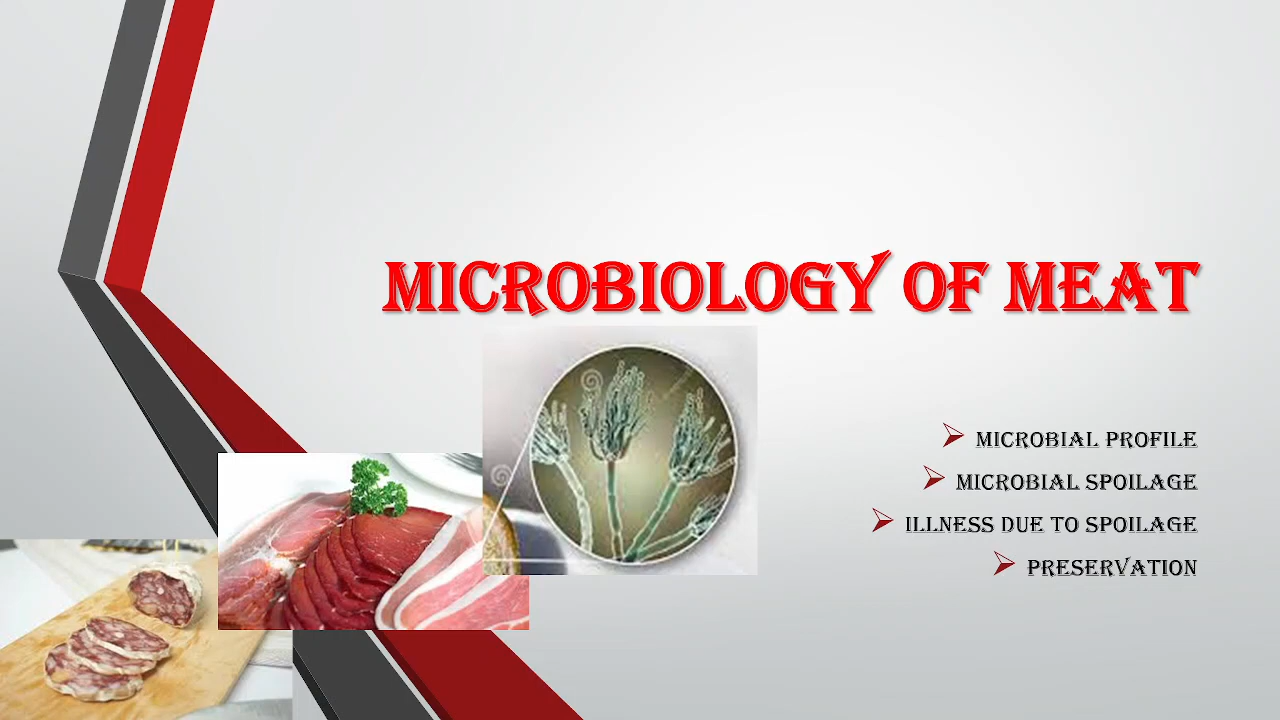 MICROBIOLOGY OF MEAT
MICROBIAL PROFILE
MICROBIAL SPOILAGE
ILLNESS DUE TO SPOILAGE
PRESERVATION